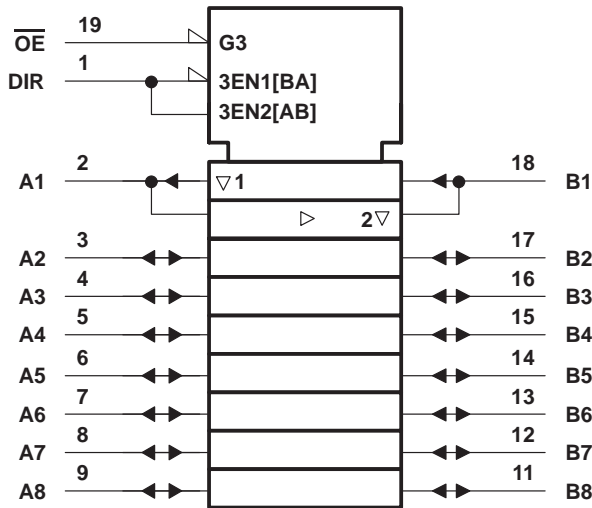 19
OE G3
1
DIR 3EN1[BA]
3EN2[AB]
2 18
A1 ▽1 B1
▷ 2▽
3 17
A2 B2
4 16
A3 B3
5 15
A4 B4
6 14
A5 B5
7 13
A6 B6
8 12
A7 B7
9 11
A8 B8